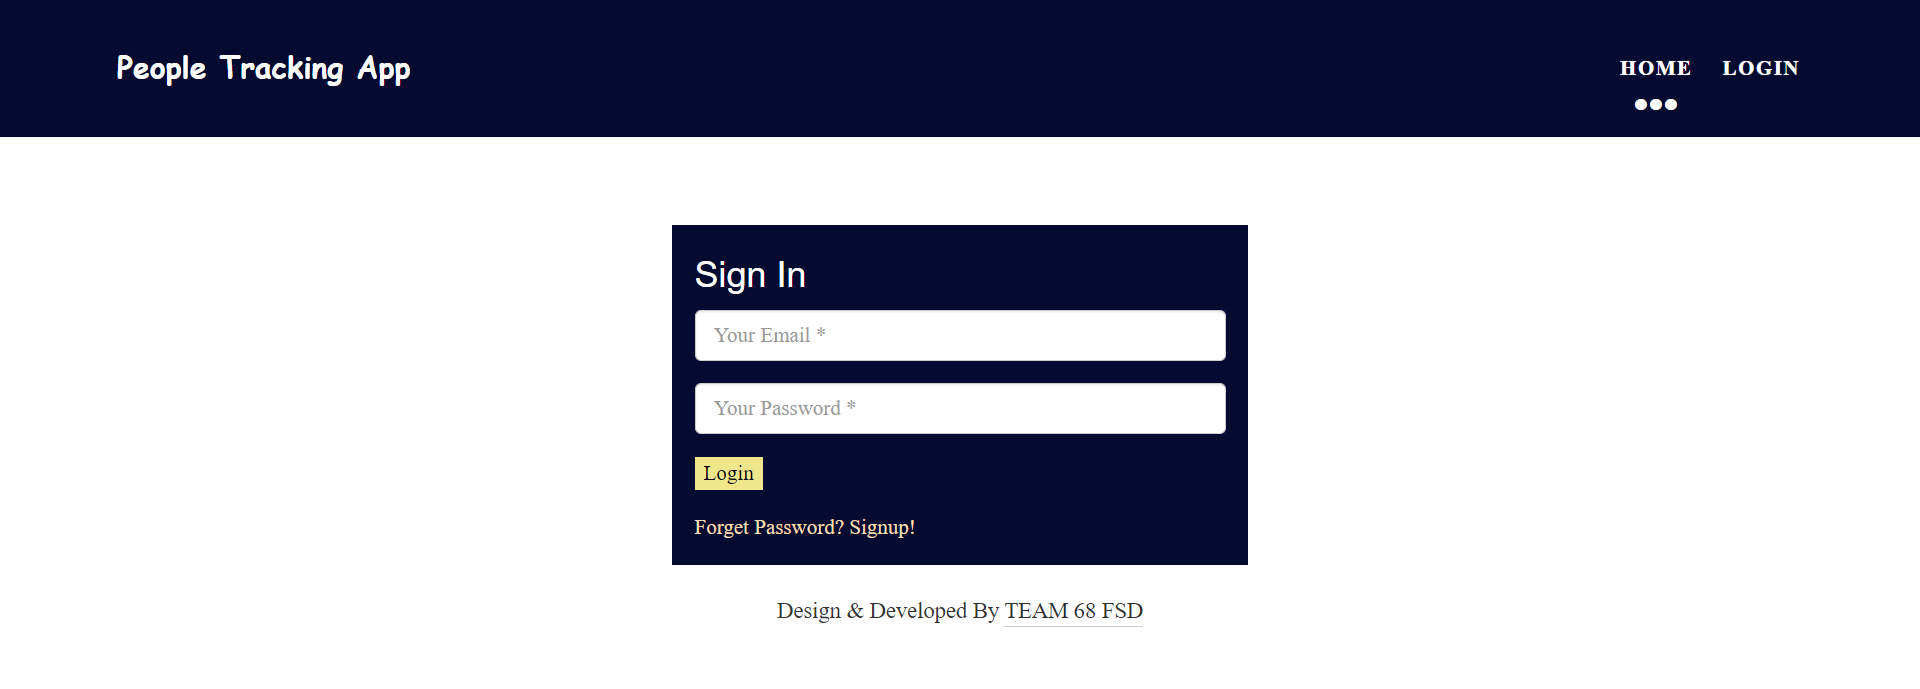 People Tracking App
HOME LOGIN
Sign In
Your Email *
Your Password *
Login
Forget Password? Signup!
Design & Developed By TEAM 68 FSD